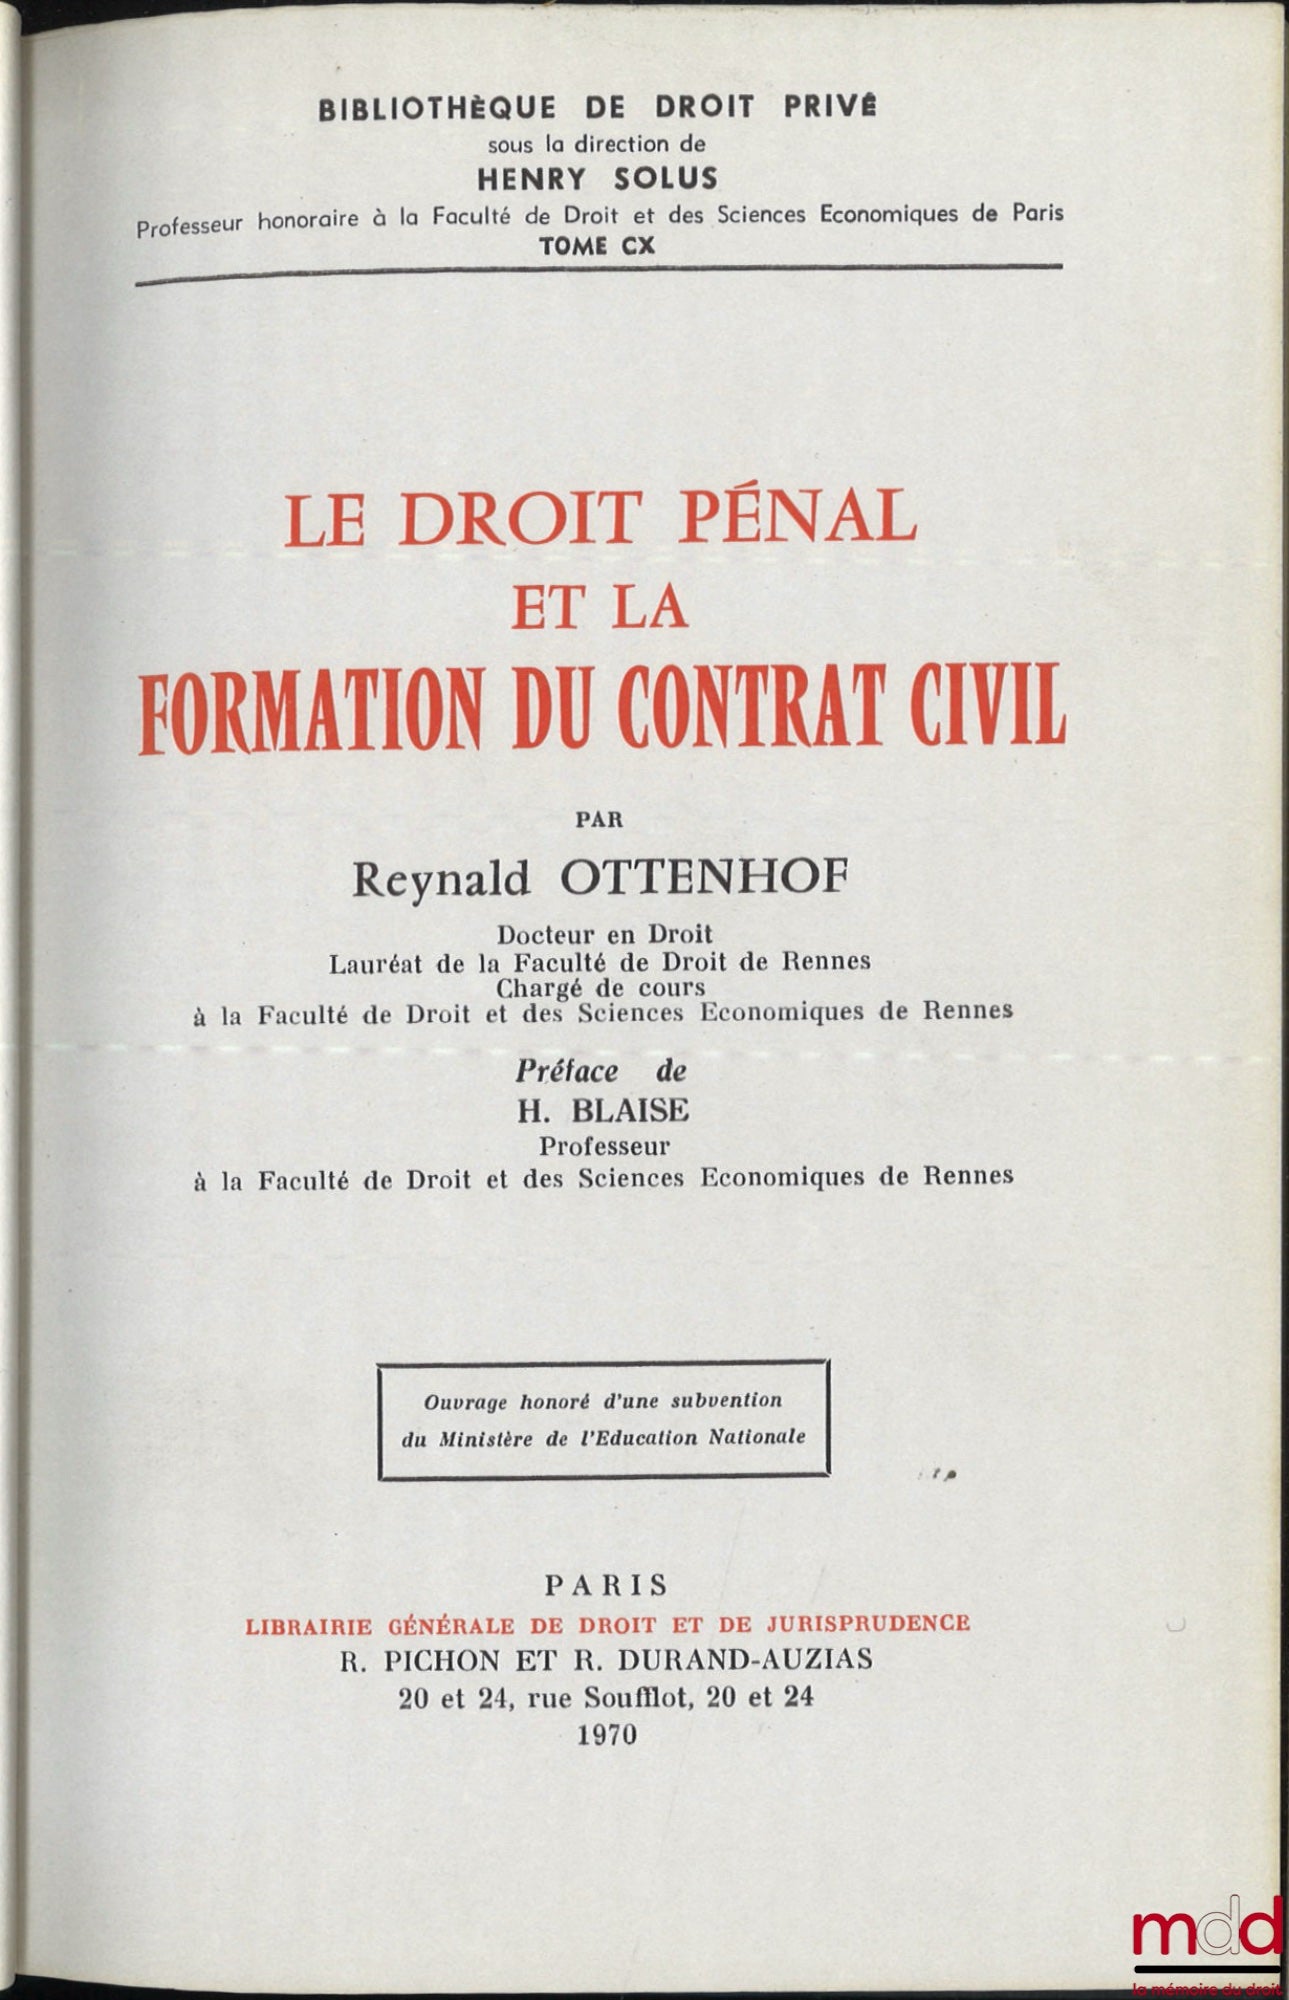 BIBLIOTHÈQUE DE DROIT PRIVÉ
sous la direction de
HENRY SOLUS
Professeur honoraire à la Faculté de Droit et des Sciences Economiques de Paris
TOME CX
LE DROIT PÉNAL
ET LA
FORMATION DU CONTRAT CIVIL
PAR
Reynald OTTENHOF
Docteur en Droit
Lauréat de la Faculté de Droit de Rennes
Chargé de cours
à la Faculté de Droit et des Sciences Economiques de Rennes
Préface de
H. BLAISE
Professeur
à la Faculté de Droit et des Sciences Economiques de Rennes
Ouvrage honoré d'une subvention
du Ministère de l'Education Nationale
PARIS
LIBRAIRIE GÉNÉRALE DE DROIT ET DE JURISPRUDENCE
R. PICHON ET R. DURAND-AUZIAS
20 et 24, rue Soufflot, 20 et 24
1970
mdd
la mémoire du droit